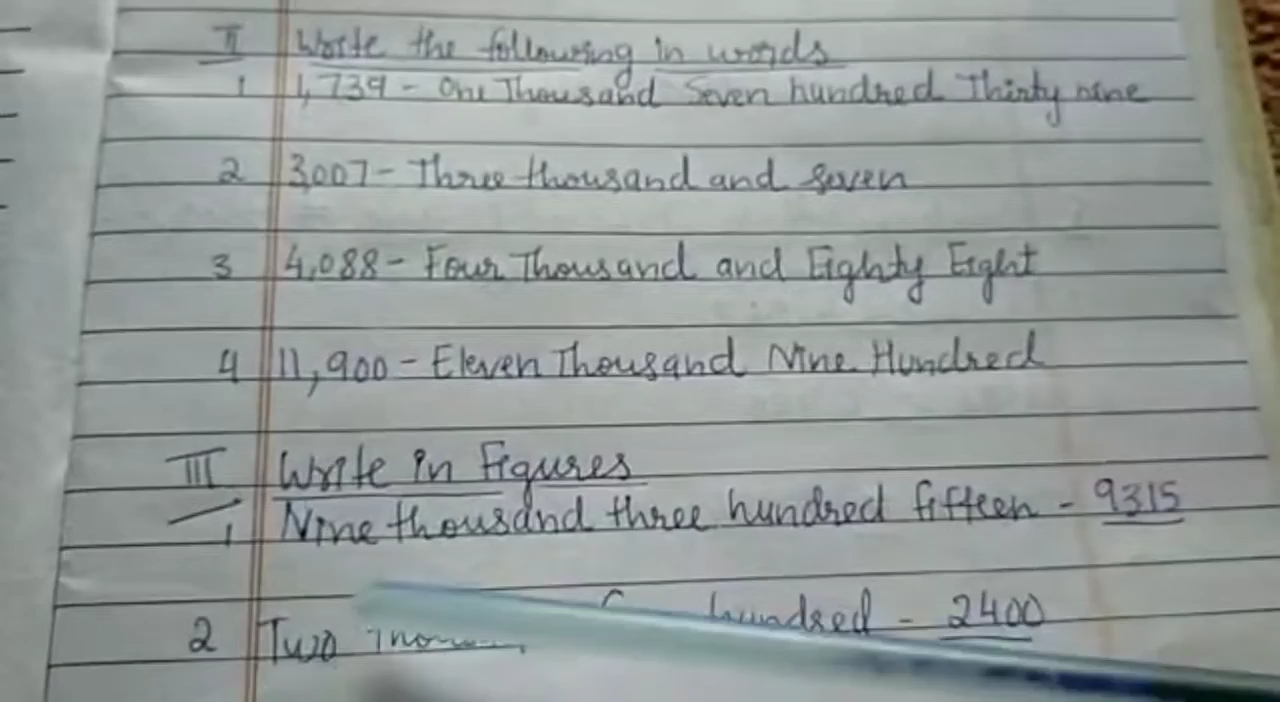 II Write the following in words
1 1,739 - One Thousand Seven hundred Thirty nine
2 3,007 - Three thousand and seven
3 4,088 - Four Thousand and Eighty Eight
4 11,900 - Eleven Thousand Nine Hundred
III Write in Figures
1 Nine thousand three hundred fifteen - 9315
2 Two hundred - 2400